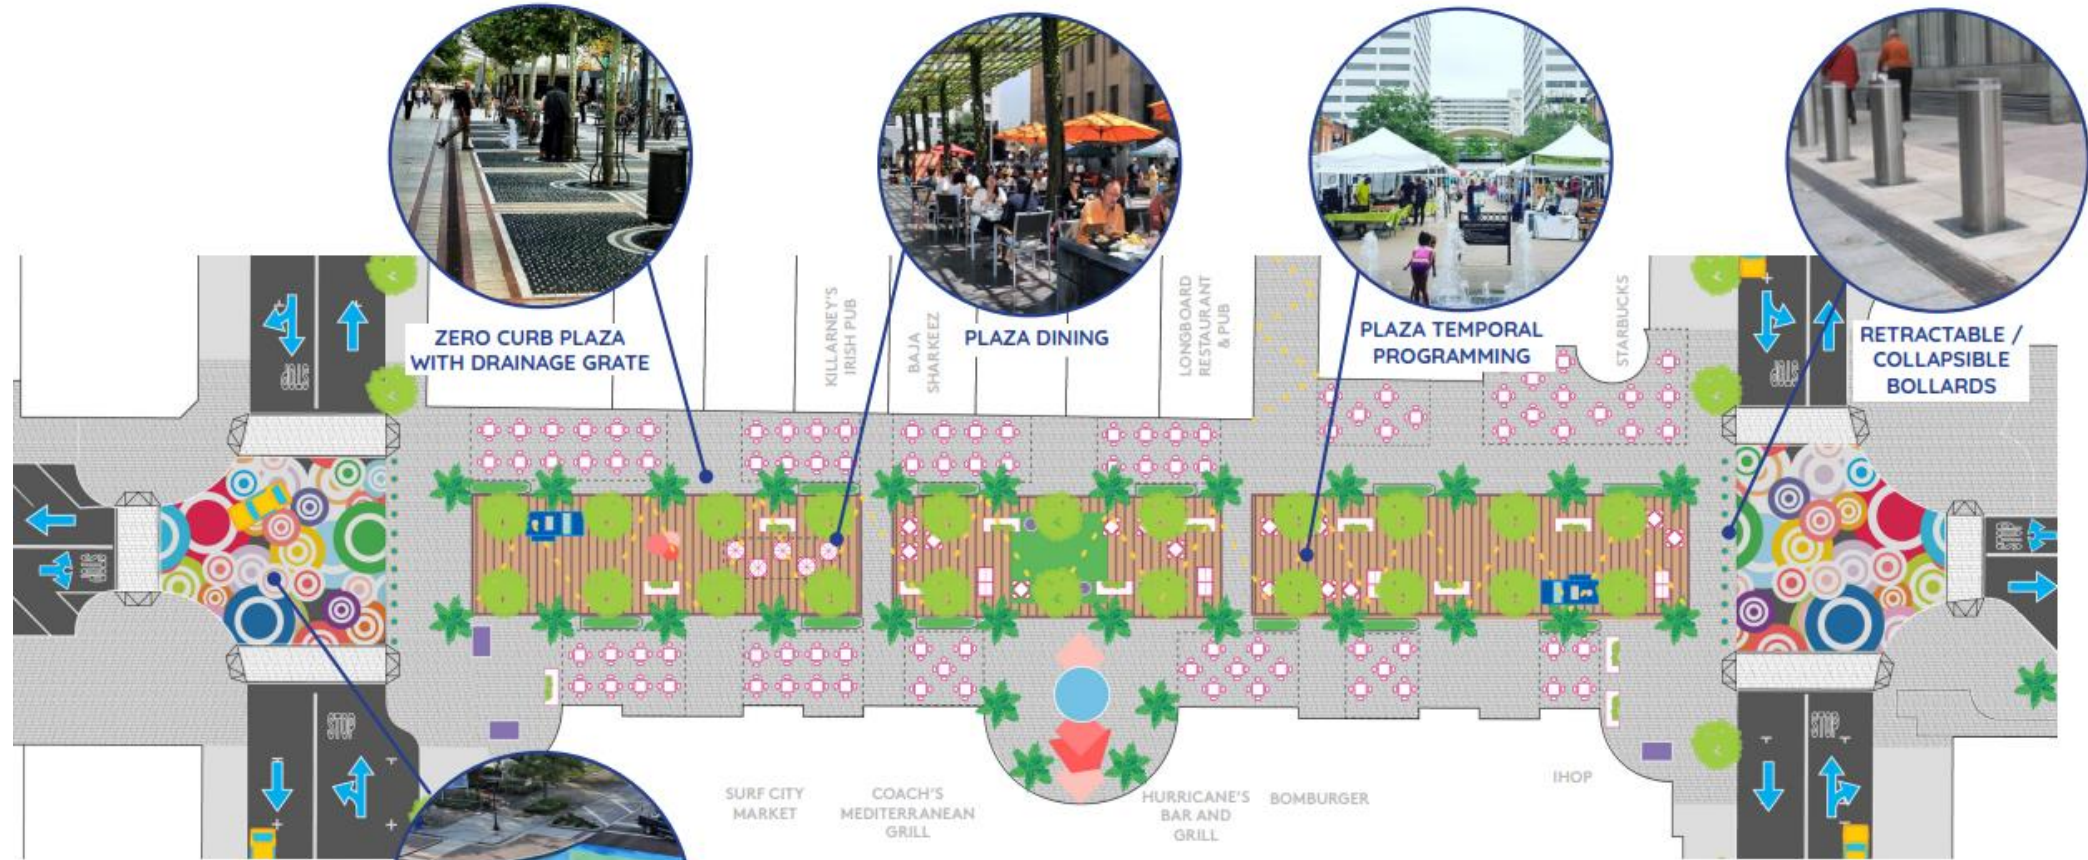 ZERO CURB PLAZA
WITH DRAINAGE GRATE
PLAZA DINING
PLAZA TEMPORAL
PROGRAMMING
RETRACTABLE /
COLLAPSIBLE
BOLLARDS
KILLARNEY'S
IRISH PUB
BAJA
SHARKEEZ
LONGBOARD
RESTAURANT
& PUB
STARBUCKS
STOP
STOP
STOP
STOP
STOP
STOP
SURF CITY
MARKET
COACH'S
MEDITERRANEAN
GRILL
HURRICANE'S
BAR AND
GRILL
BOMBURGER
IHOP